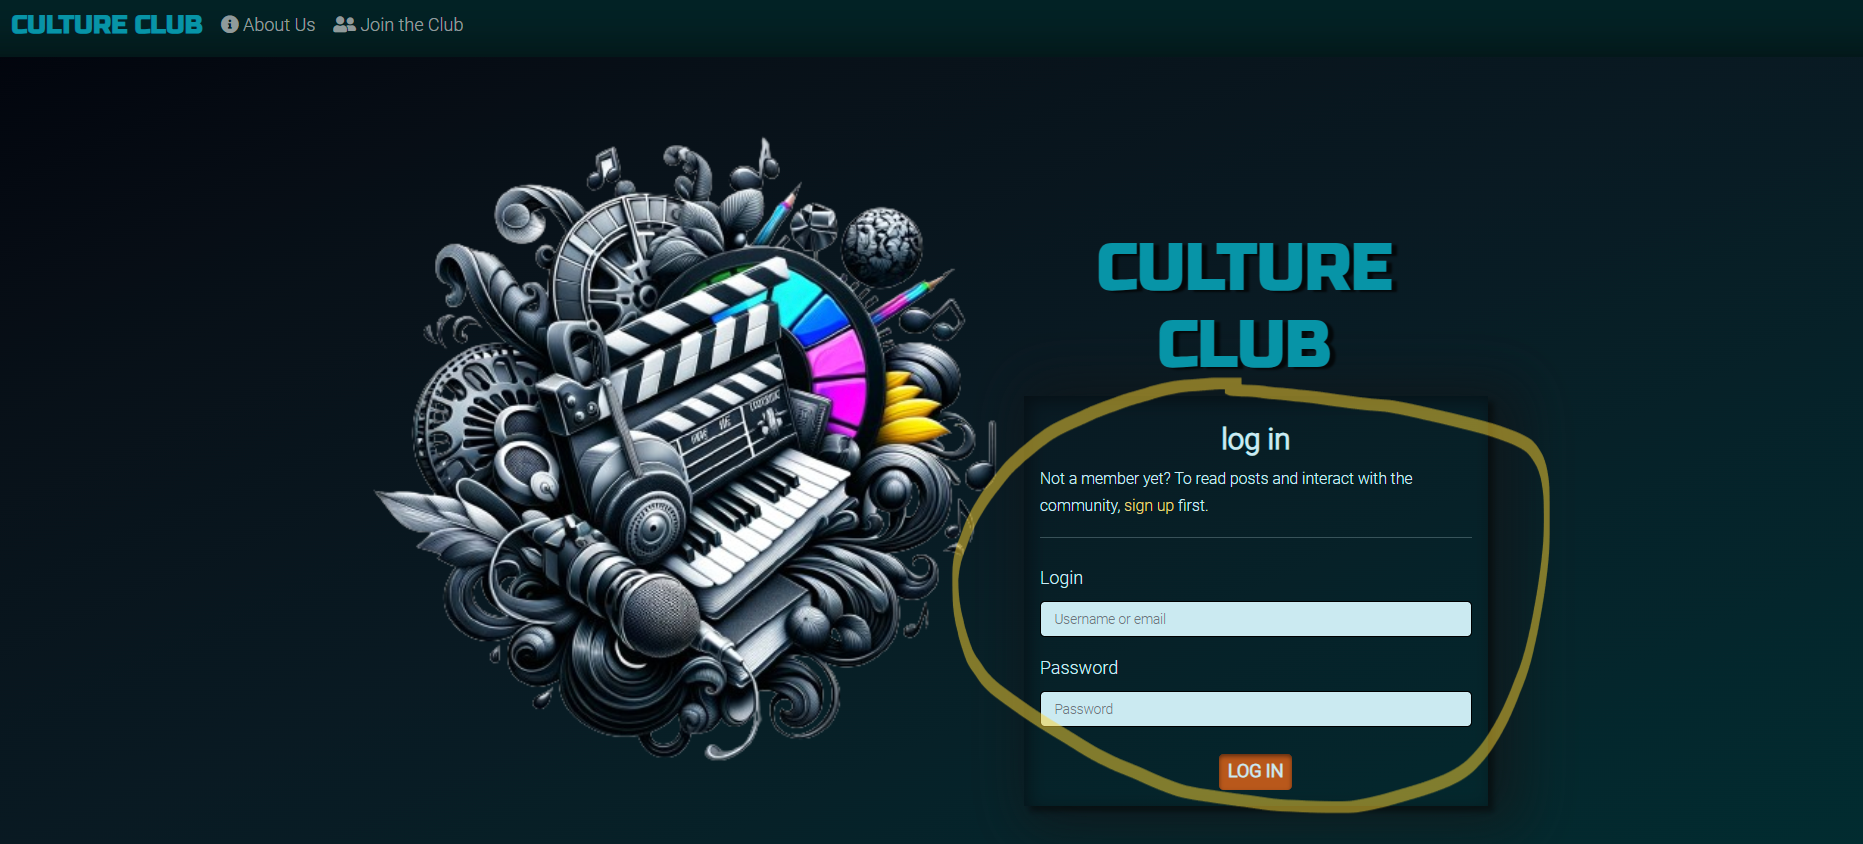 CULTURE CLUB About Us Join the Club
CULTURE
CLUB
log in
Not a member yet? To read posts and interact with the
community, sign up first.
Login
Username or email
Password
Password
LOG IN